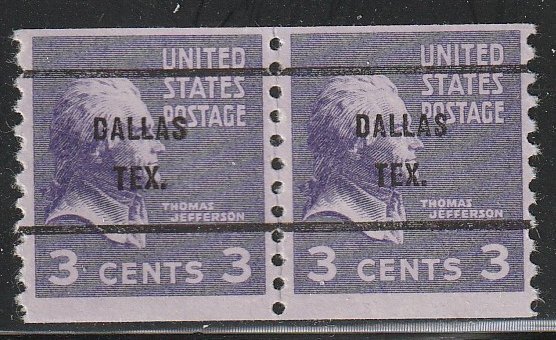 UNITED
STATES
POSTAGE
DALLAS
TEX.
THOMAS
JEFFERSON
3 CENTS 3
UNITED
STATES
POSTAGE
DALLAS
TEX.
THOMAS
JEFFERSON
3 CENTS 3